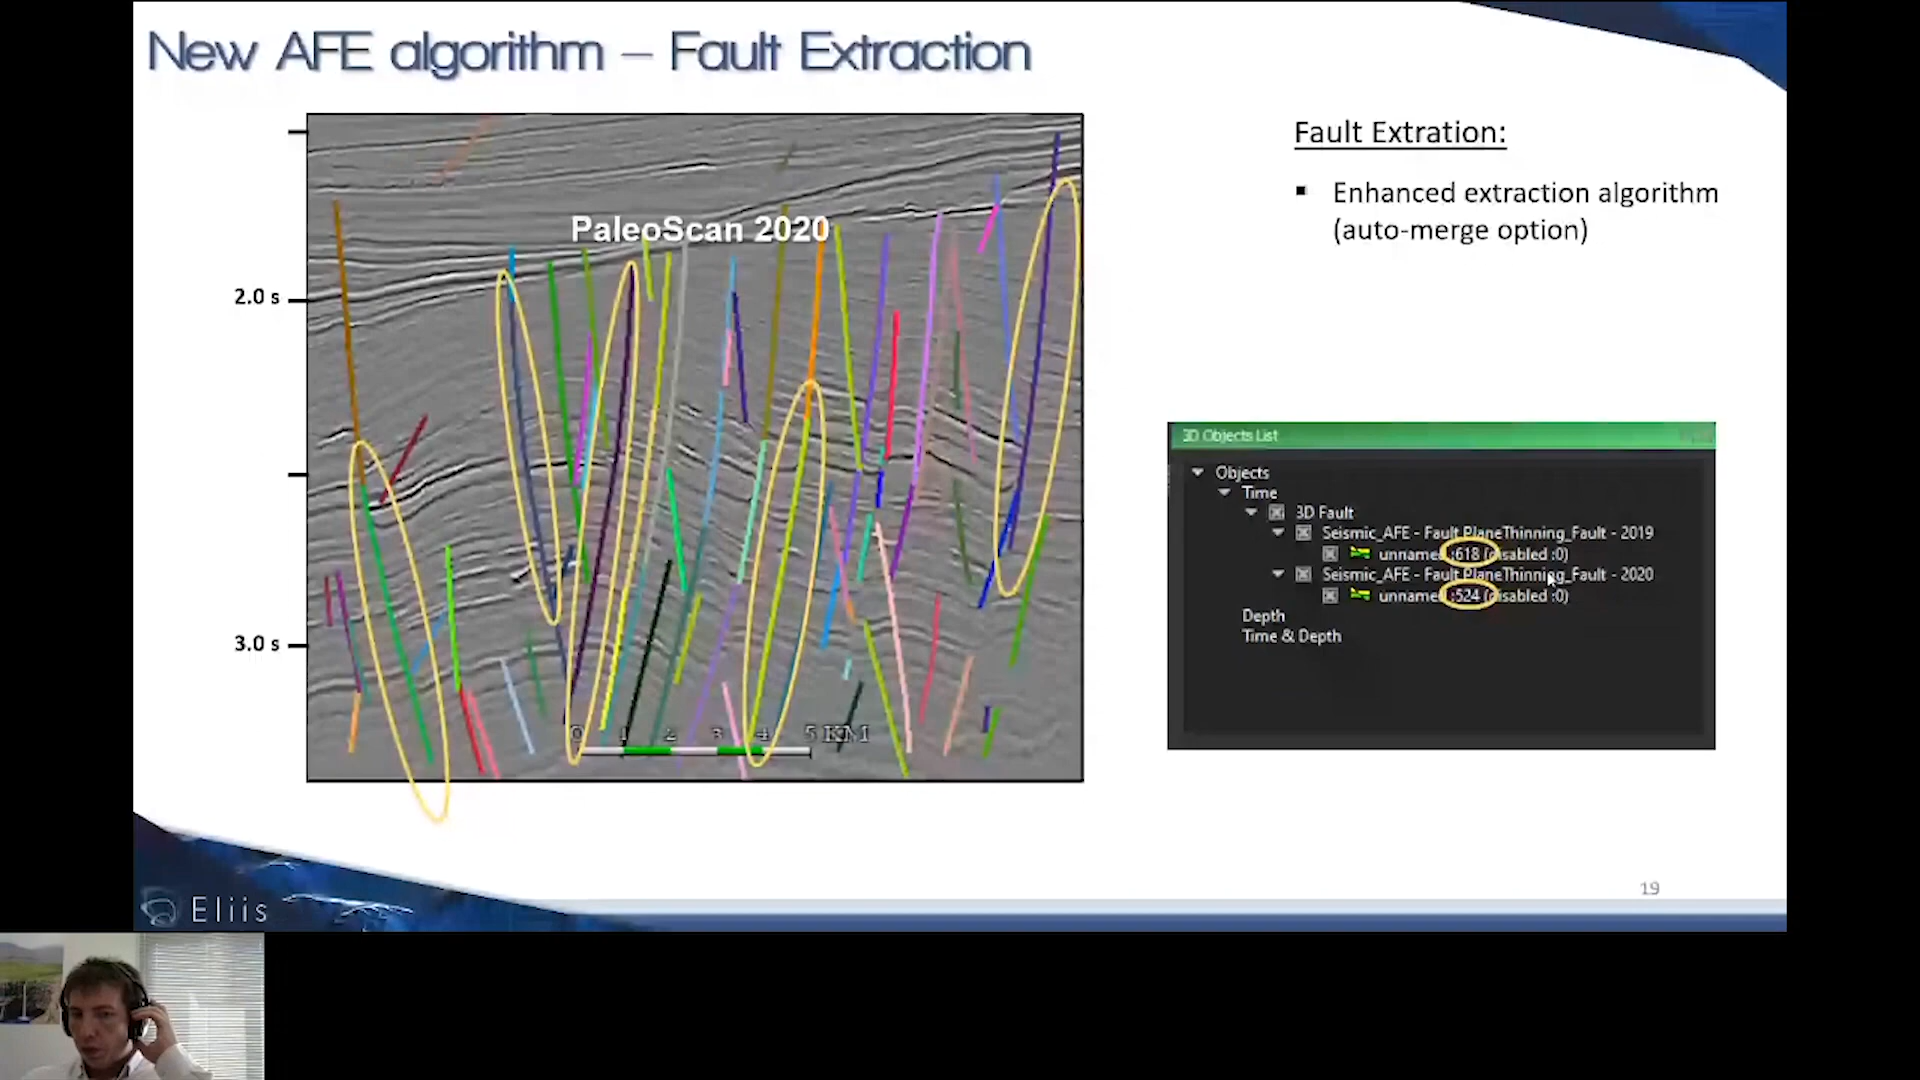 New AFE algorithm – Fault Extraction
PaleoScan 2020
2.0 s
3.0 s
0 1 2 3 4 5 KM
Fault Extration:
▪ Enhanced extraction algorithm
(auto-merge option)
3D Objects List
Objects
Time
3D Fault
Seismic_AFE - Fault PlaneThinning_Fault - 2019
unnamed :618 (disabled :0)
Seismic_AFE - Fault PlaneThinning_Fault - 2020
unnamed :524 (disabled :0)
Depth
Time & Depth
19
Eliis